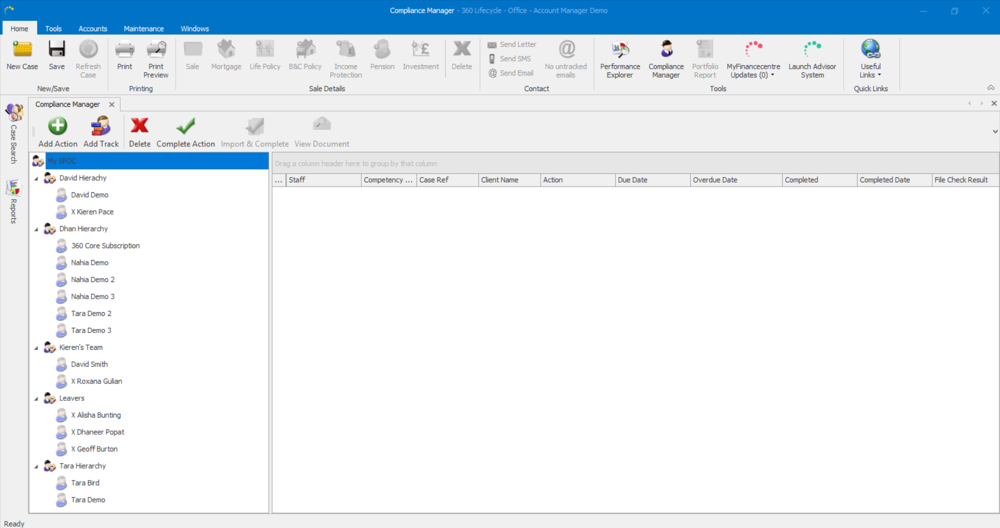 Compliance Manager - 360 Lifecycle - Office - Account Manager Demo
Home Tools Accounts Maintenance Windows
New Case Save Refresh Case
New/Save
Print Print Preview
Printing
Sale Mortgage Life Policy B&C Policy Income Protection Pension Investment Delete
Sale Details
Send Letter
Send SMS
Send Email
No untracked emails
Contact
Performance Explorer Compliance Manager Portfolio Report MyFinancecentre Updates (0) Launch Advisor System
Tools
Useful Links
Quick Links
Case Search
Reports
Compliance Manager
Add Action Add Track Delete Complete Action Import & Complete View Document
My SPOC
David Hierachy
David Demo
X Kieren Pace
Dhan Hierarchy
360 Core Subscription
Nahia Demo
Nahia Demo 2
Nahia Demo 3
Tara Demo 2
Tara Demo 3
Kieren's Team
David Smith
X Roxana Gulian
Leavers
X Alisha Bunting
X Dhaneer Popat
X Geoff Burton
Tara Hierarchy
Tara Bird
Tara Demo
Drag a column header here to group by that column
... Staff Competency ... Case Ref Client Name Action Due Date Overdue Date Completed Completed Date File Check Result
Ready